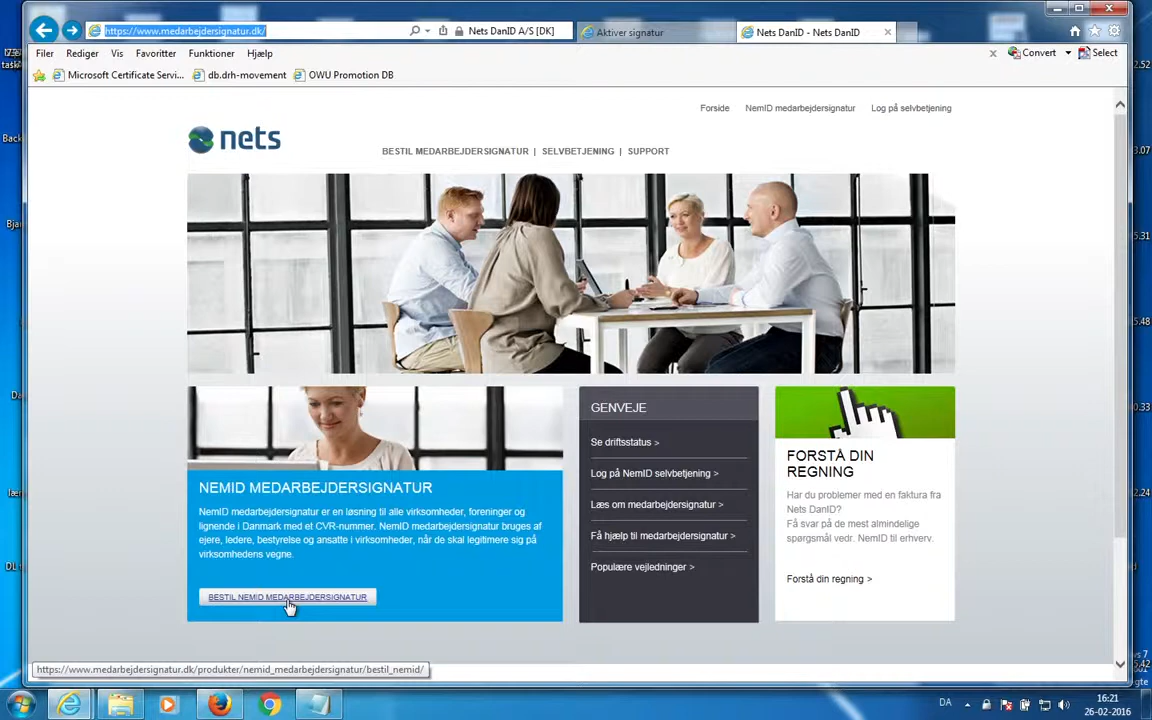 https://www.medarbejdersignatur.dk/
Nets DanID A/S [DK]
Aktiver signatur
Nets DanID - Nets DanID
Filer Rediger Vis Favoritter Funktioner Hjælp
Convert
Select
Microsoft Certificate Servi...
db.drh-movement
OWU Promotion DB
Forside NemID medarbejdersignatur Log på selvbetjening
nets
BESTIL MEDARBEJDERSIGNATUR | SELVBETJENING | SUPPORT
NEMID MEDARBEJDERSIGNATUR
NemID medarbejdersignatur er en løsning til alle virksomheder, foreninger og
lignende i Danmark med et CVR-nummer. NemID medarbejdersignatur bruges af
ejere, ledere, bestyrelse og ansatte i virksomheder, når de skal legitimere sig på
virksomhedens vegne.
BESTIL NEMID MEDARBEJDERSIGNATUR
GENVEJE
Se driftsstatus >
Log på NemID selvbetjening >
Læs om medarbejdersignatur >
Få hjælp til medarbejdersignatur >
Populære vejledninger >
FORSTÅ DIN
REGNING
Har du problemer med en faktura fra
Nets DanID?
Få svar på de mest almindelige
spørgsmål vedr. NemID til erhverv.
Forstå din regning >
https://www.medarbejdersignatur.dk/produkter/nemid_medarbejdersignatur/bestil_nemid/
DA
16:21
26-02-2016